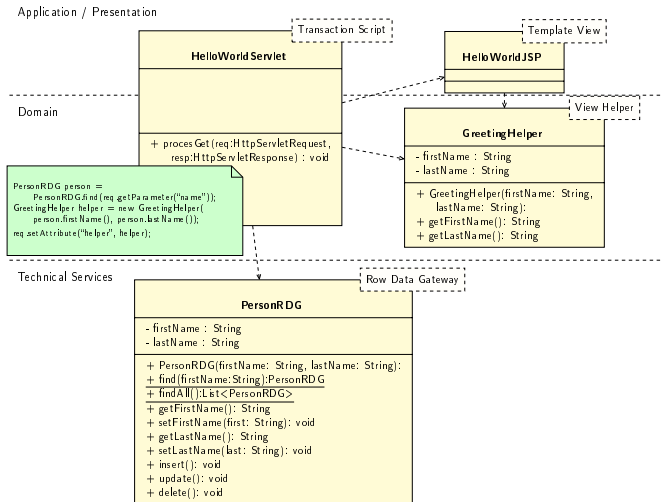 Application / Presentation
Transaction Script
HelloWorldServlet
+ procesGet(req:HttpServletRequest,
resp:HttpServletResponse) : void
Template View
HelloWorldJSP
Domain
View Helper
GreetingHelper
- firstName : String
- lastName : String
+ GreetingHelper(firstName: String,
lastName: String):
+ getFirstName(): String
+ getLastName(): String
PersonRDG person =
PersonRDG.find(req.getParameter("name"));
GreetingHelper helper = new GreetingHelper(
person.firstName(), person.lastName());
req.setAttribute("helper", helper);
Technical Services
Row Data Gateway
PersonRDG
- firstName : String
- lastName : String
+ PersonRDG(firstName: String, lastName: String):
+ find(firstName:String):PersonRDG
+ findAll():List<PersonRDG>
+ getFirstName(): String
+ setFirstName(first: String): void
+ getLastName(): String
+ setLastName(last: String): void
+ insert(): void
+ update(): void
+ delete(): void